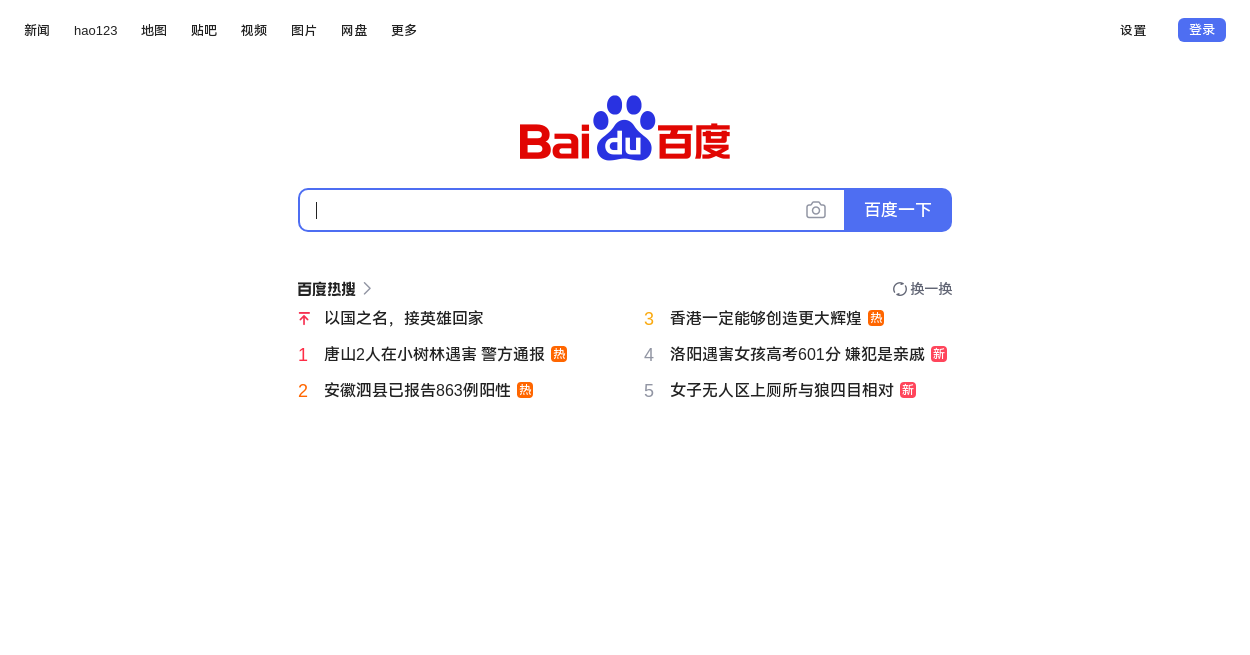 新闻 hao123 地图 贴吧 视频 图片 网盘 更多 设置 登录
Bai du 百度
百度一下
百度热搜 换一换
以国之名，接英雄回家
1 唐山2人在小树林遇害 警方通报 热
2 安徽泗县已报告863例阳性 热
3 香港一定能够创造更大辉煌 热
4 洛阳遇害女孩高考601分 嫌犯是亲戚 新
5 女子无人区上厕所与狼四目相对 新